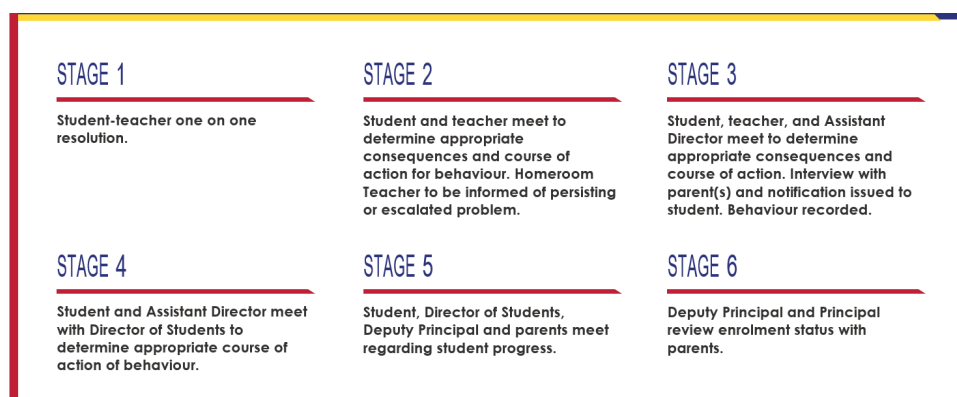 STAGE 1
Student-teacher one on one
resolution.
STAGE 2
Student and teacher meet to
determine appropriate
consequences and course of
action for behaviour. Homeroom
Teacher to be informed of persisting
or escalated problem.
STAGE 3
Student, teacher, and Assistant
Director meet to determine
appropriate consequences and
course of action. Interview with
parent(s) and notification issued to
student. Behaviour recorded.
STAGE 4
Student and Assistant Director meet
with Director of Students to
determine appropriate course of
action of behaviour.
STAGE 5
Student, Director of Students,
Deputy Principal and parents meet
regarding student progress.
STAGE 6
Deputy Principal and Principal
review enrolment status with
parents.